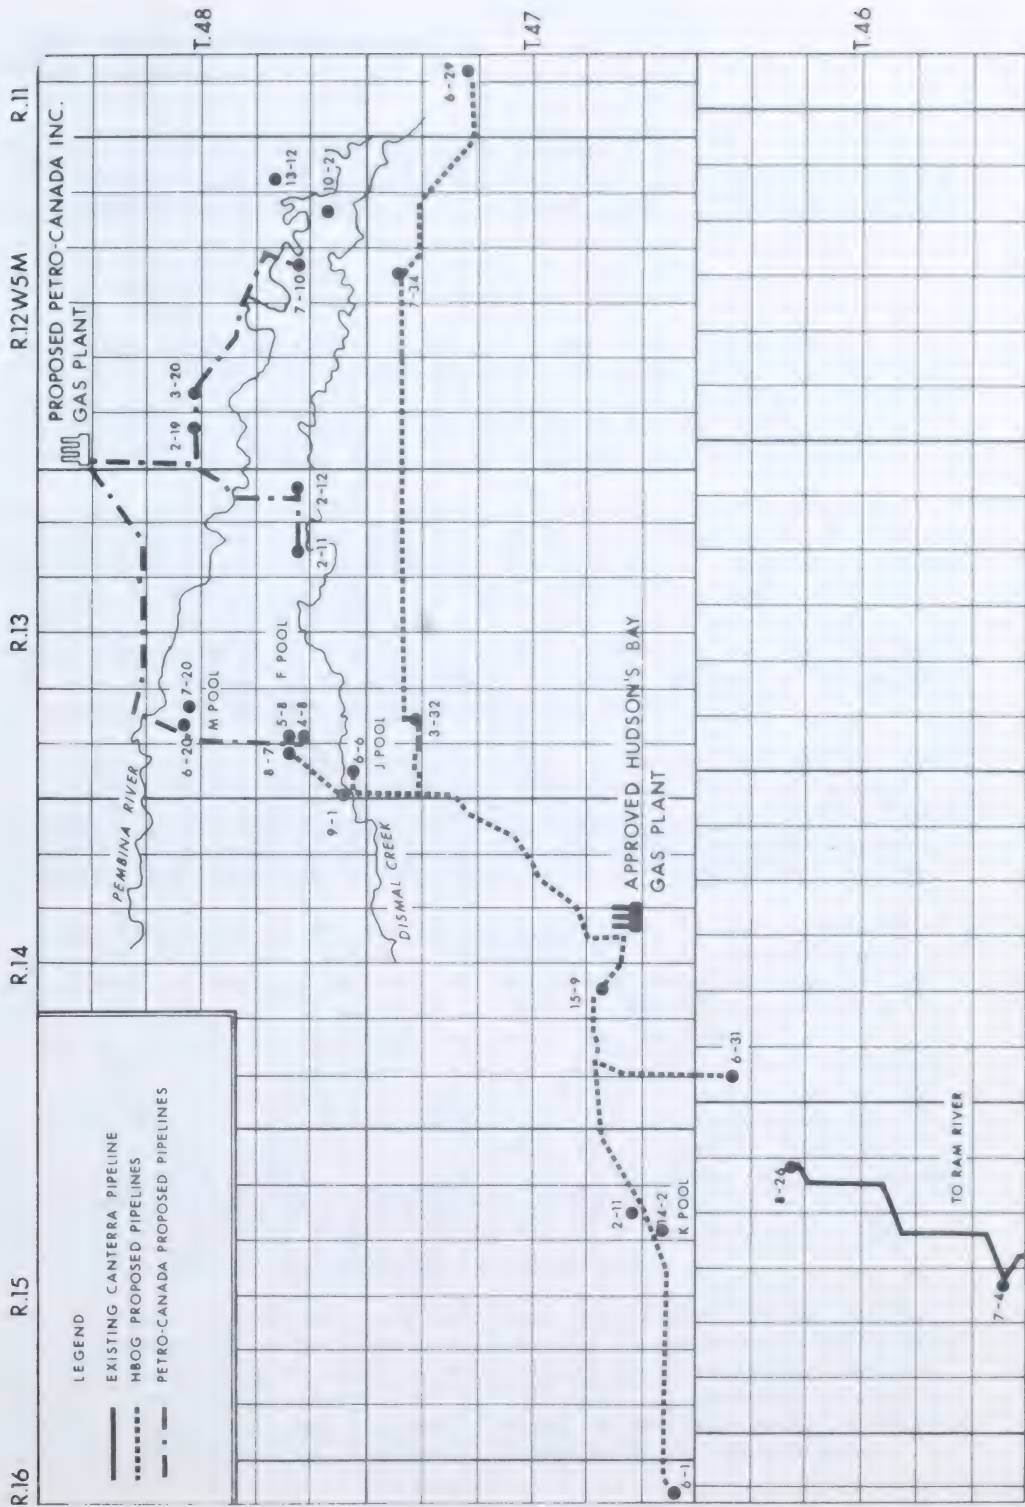 R.16
R.15
R.14
R.13
R.12W5M
R.11
T.48
T.47
T.46
LEGEND
EXISTING CANTERRA PIPELINE
HBOG PROPOSED PIPELINES
PETRO-CANADA PROPOSED PIPELINES
PROPOSED PETRO-CANADA INC.
GAS PLANT
PEMBINA RIVER
6-20
7-20
M POOL
2-19
3-20
8-7
5-8
4-8
F POOL
2-11
2-12
7-10
13-12
10-2
9-1
6-6
J POOL
DISMAL CREEK
3-32
7-34
6-29
APPROVED HUDSON'S BAY
GAS PLANT
15-9
6-31
2-11
14-2
K POOL
6-1
8-26
7-4
TO RAM RIVER